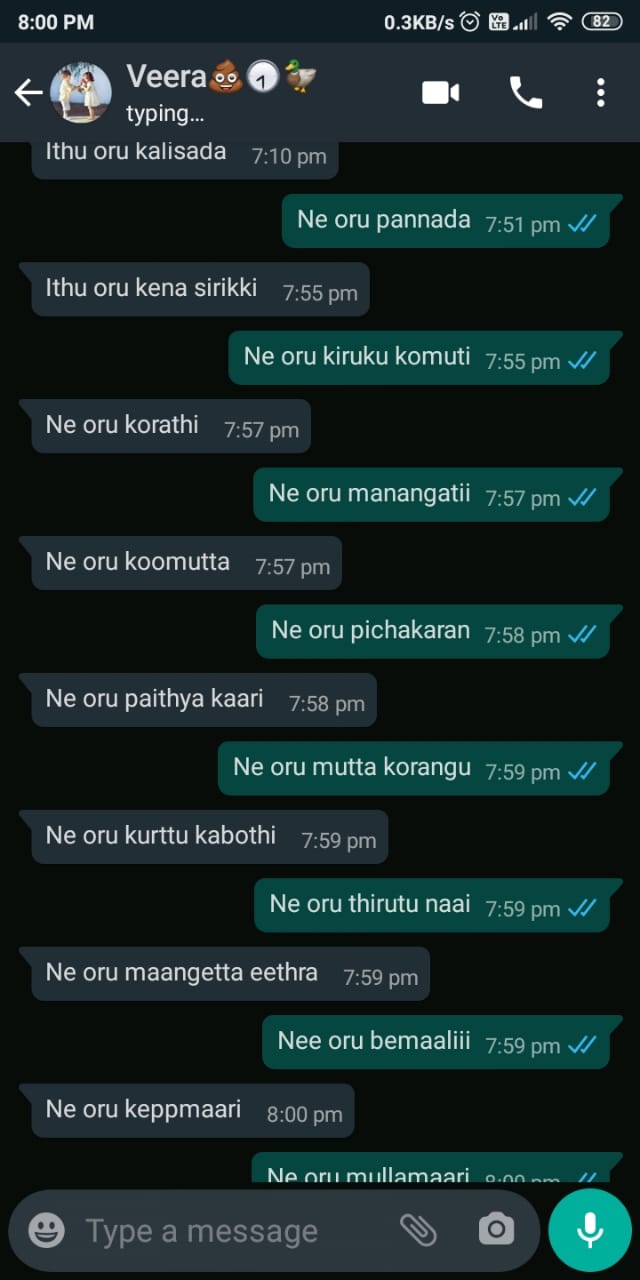 8:00 PM 0.3KB/s Vo LTE 82
Veera💩🕢🦆
typing...
Ithu oru kalisada 7:10 pm
Ne oru pannada 7:51 pm
Ithu oru kena sirikki 7:55 pm
Ne oru kiruku komuti 7:55 pm
Ne oru korathi 7:57 pm
Ne oru manangatii 7:57 pm
Ne oru koomutta 7:57 pm
Ne oru pichakaran 7:58 pm
Ne oru paithya kaari 7:58 pm
Ne oru mutta korangu 7:59 pm
Ne oru kurttu kabothi 7:59 pm
Ne oru thirutu naai 7:59 pm
Ne oru maangetta eethra 7:59 pm
Nee oru bemaaliii 7:59 pm
Ne oru keppmaari 8:00 pm
Ne oru mullamaari 8:00 pm
Type a message